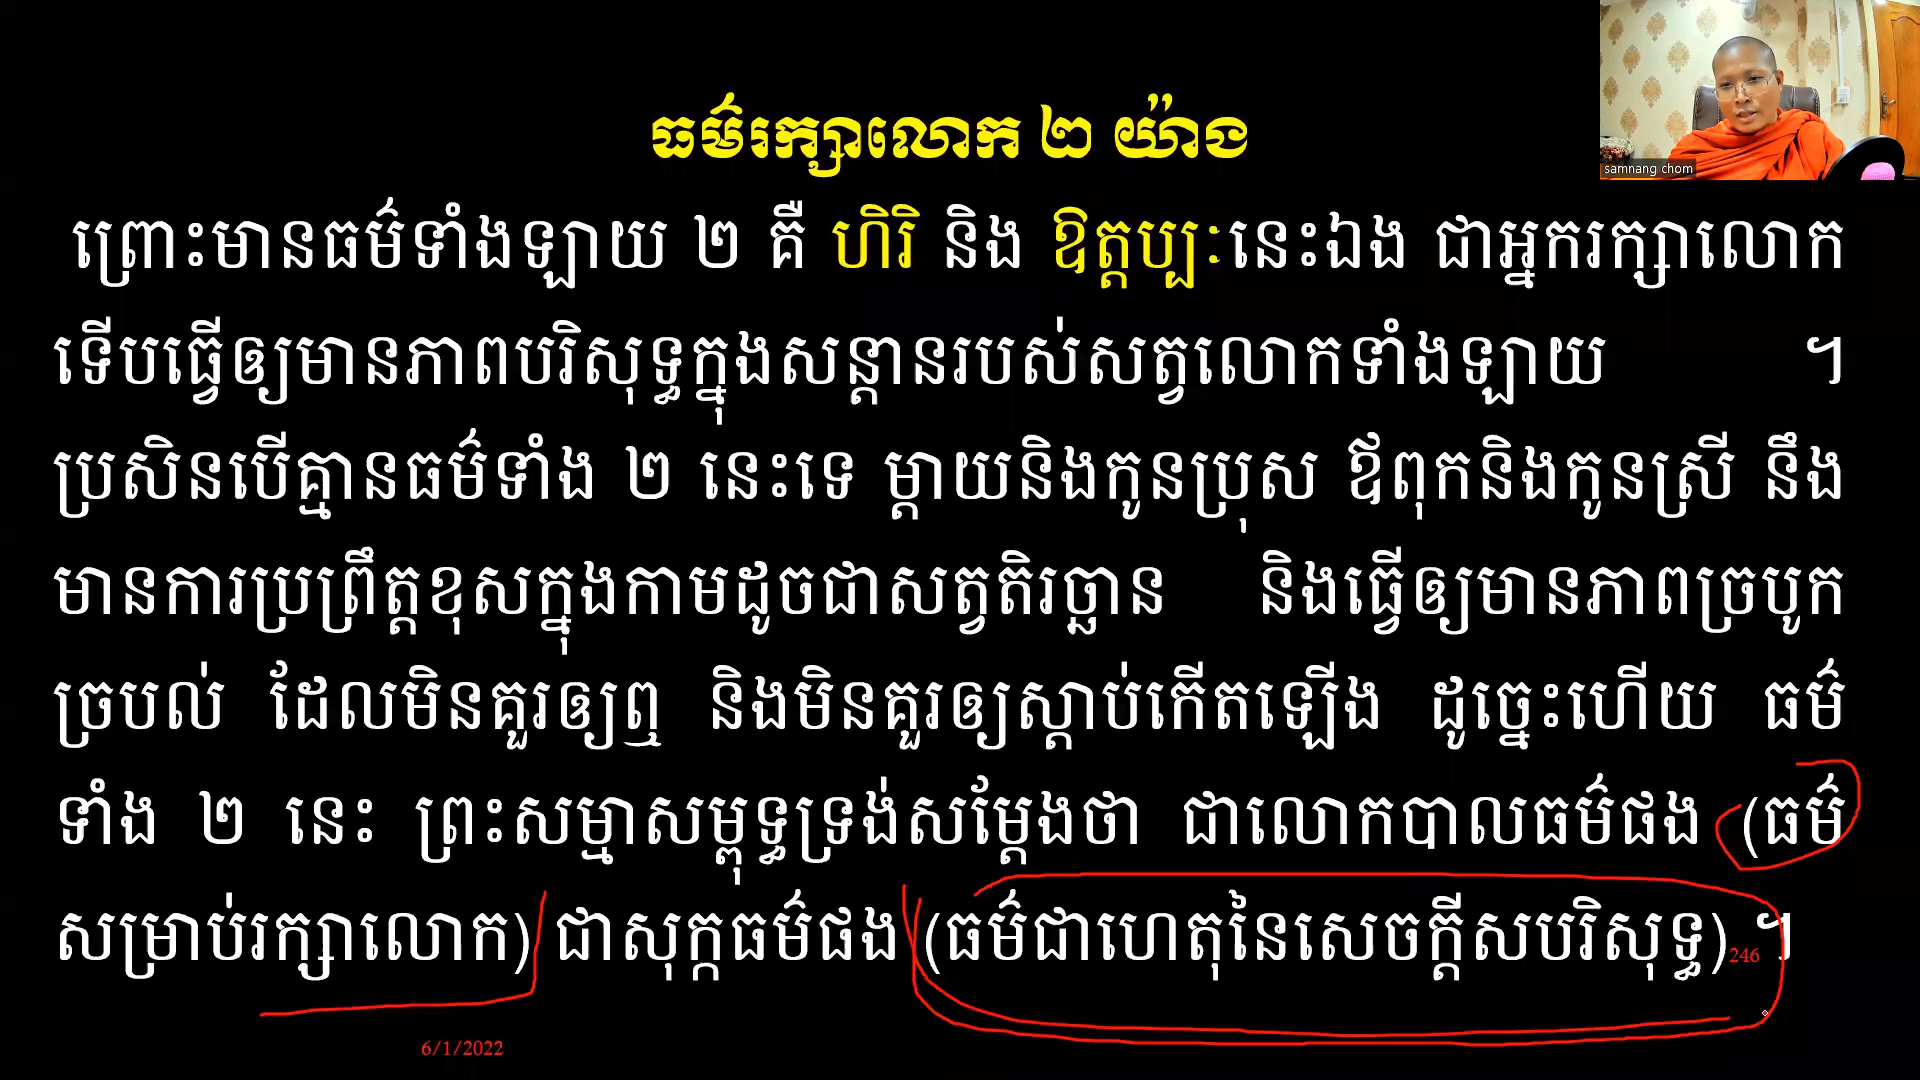 samnang chom
ធម៌រក្សាលោក ២ យ៉ាង
ព្រោះមានធម៌ទាំងឡាយ ២ គឺ ហិរិ និង ឱត្តប្បៈនេះឯង ជាអ្នករក្សាលោក
ទើបធ្វើឲ្យមានភាពបរិសុទ្ធក្នុងសន្តានរបស់សត្វលោកទាំងឡាយ ។
ប្រសិនបើគ្មានធម៌ទាំង ២ នេះទេ ម្តាយនិងកូនប្រុស ឪពុកនិងកូនស្រី នឹង
មានការប្រព្រឹត្តខុសក្នុងកាមដូចជាសត្វតិរច្ឆាន និងធ្វើឲ្យមានភាពច្របូក
ច្របល់ ដែលមិនគួរឲ្យឮ និងមិនគួរឲ្យស្តាប់កើតឡើង ដូច្នេះហើយ ធម៌
ទាំង ២ នេះ ព្រះសម្មាសម្ពុទ្ធទ្រង់សម្តែងថា ជាលោកបាលធម៌ផង (ធម៌
សម្រាប់រក្សាលោក) ជាសុក្កធម៌ផង (ធម៌ជាហេតុនៃសេចក្តីសបរិសុទ្ធ) ។
246
6/1/2022